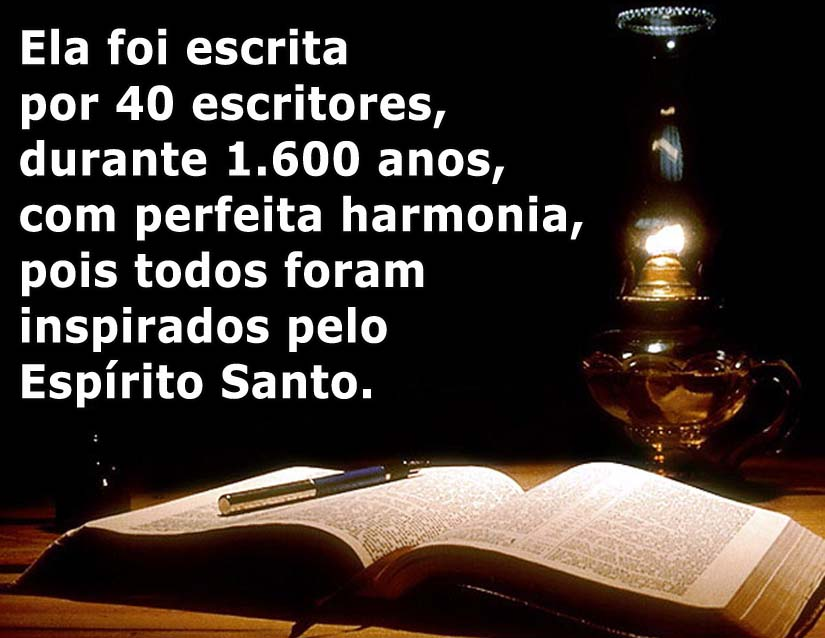 Ela foi escrita
por 40 escritores,
durante 1.600 anos,
com perfeita harmonia,
pois todos foram
inspirados pelo
Espírito Santo.